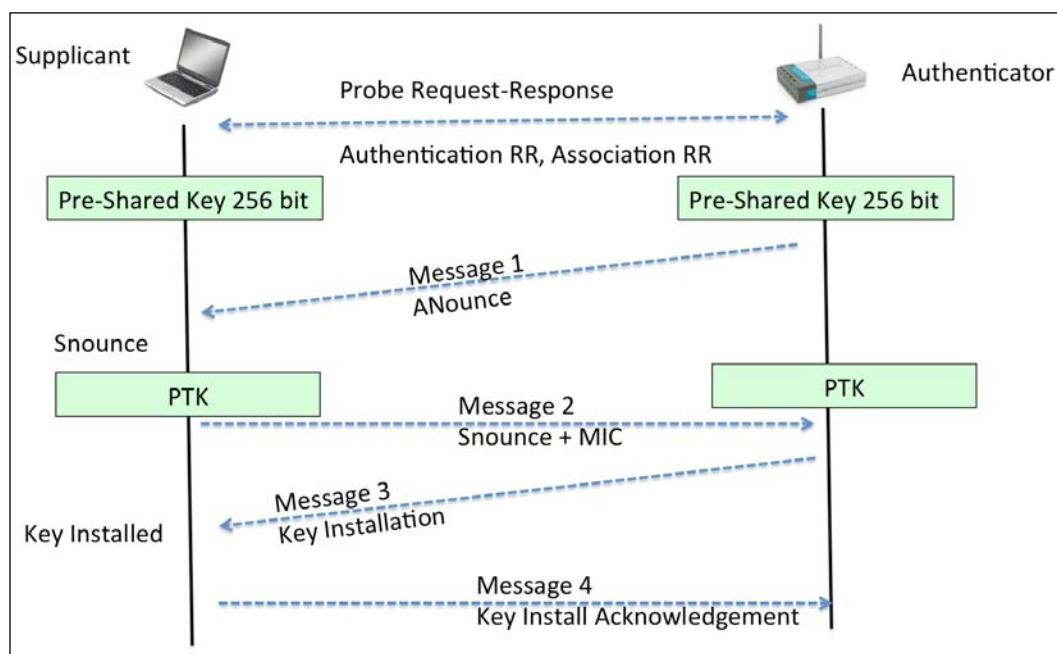 Supplicant
Authenticator
Probe Request-Response
Authentication RR, Association RR
Pre-Shared Key 256 bit
Pre-Shared Key 256 bit
Message 1
ANounce
Snounce
PTK
PTK
Message 2
Snounce + MIC
Message 3
Key Installation
Key Installed
Message 4
Key Install Acknowledgement